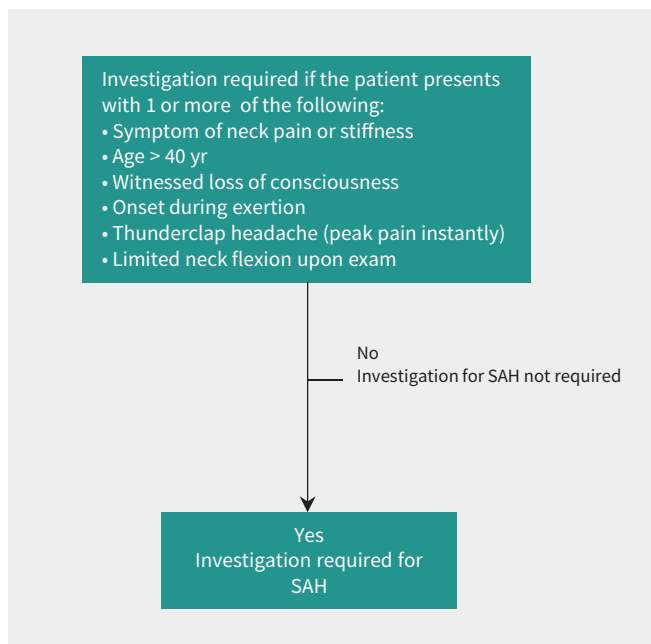 Investigation required if the patient presents
with 1 or more of the following:
• Symptom of neck pain or stiffness
• Age > 40 yr
• Witnessed loss of consciousness
• Onset during exertion
• Thunderclap headache (peak pain instantly)
• Limited neck flexion upon exam
No
Investigation for SAH not required
Yes
Investigation required for
SAH